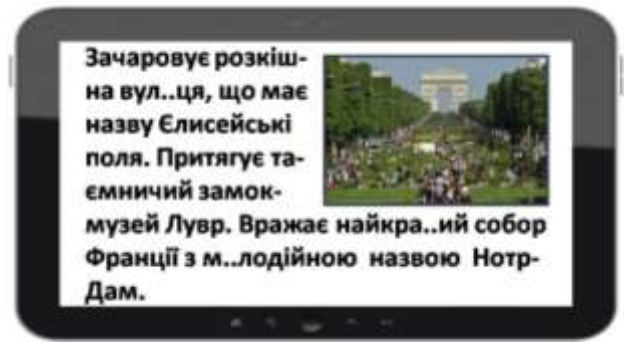 Зачаровує розкіш-
на вул..ця, що має
назву Єлисейські
поля. Притягує та-
ємничий замок-
музей Лувр. Вражає найкра..ий собор
Франції з м..лодійною назвою Нотр-
Дам.